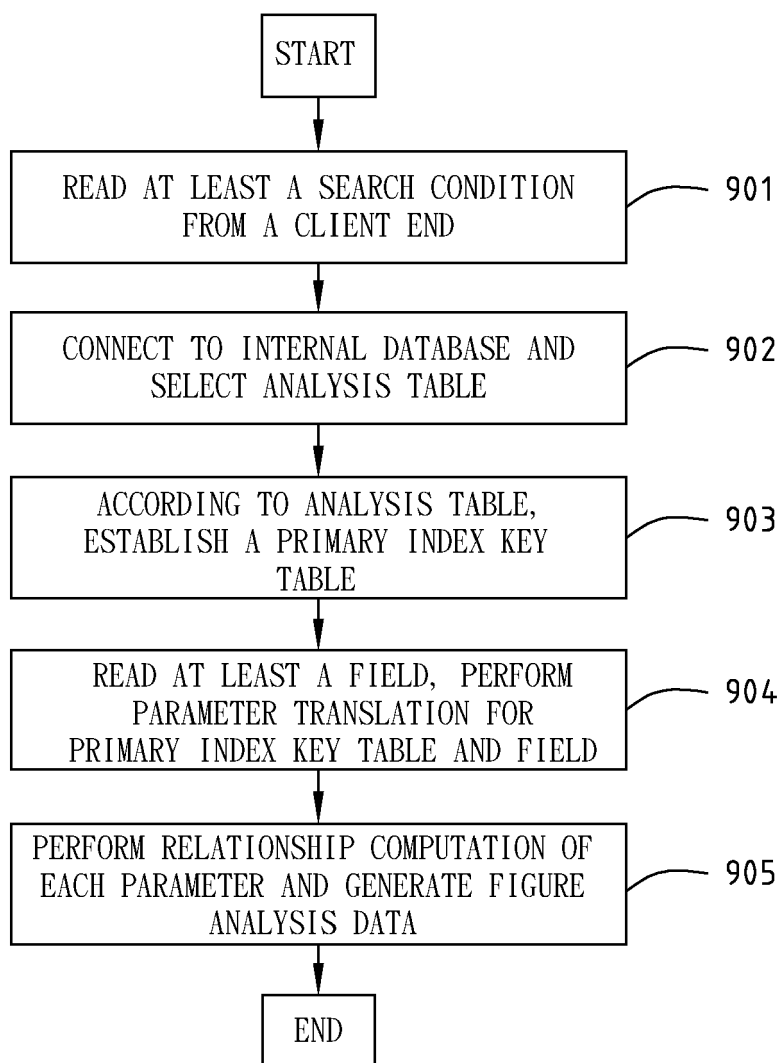 START
READ AT LEAST A SEARCH CONDITION
FROM A CLIENT END
901
CONNECT TO INTERNAL DATABASE AND
SELECT ANALYSIS TABLE
902
ACCORDING TO ANALYSIS TABLE,
ESTABLISH A PRIMARY INDEX KEY
TABLE
903
READ AT LEAST A FIELD, PERFORM
PARAMETER TRANSLATION FOR
PRIMARY INDEX KEY TABLE AND FIELD
904
PERFORM RELATIONSHIP COMPUTATION OF
EACH PARAMETER AND GENERATE FIGURE
ANALYSIS DATA
905
END